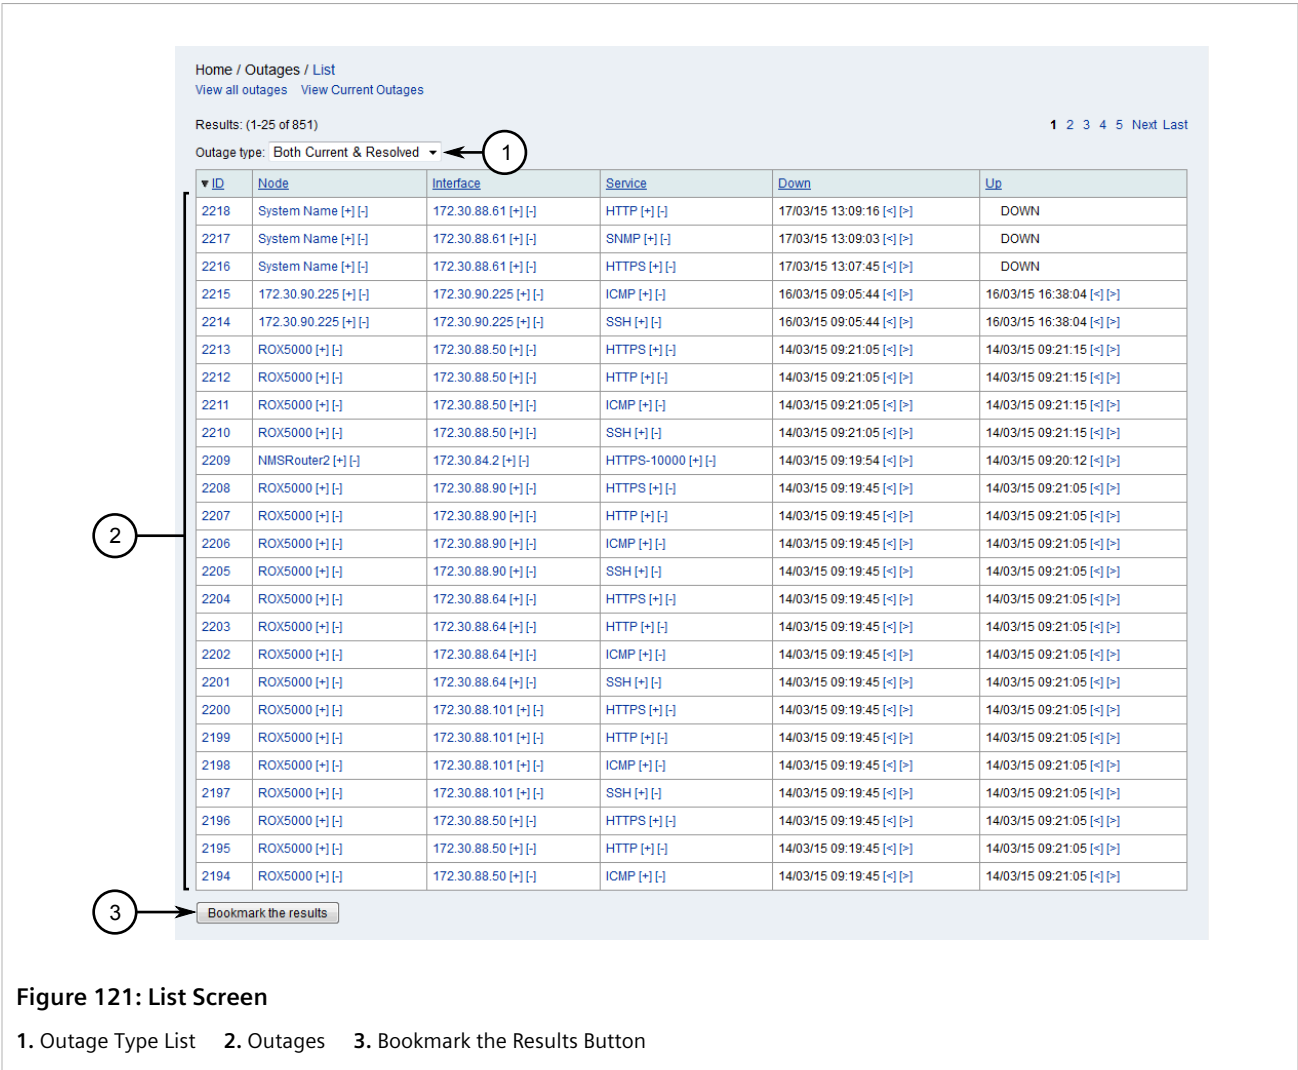 Home / Outages / List
View all outages View Current Outages
Results: (1-25 of 851)
1 2 3 4 5 Next Last
Outage type: Both Current & Resolved
1
▼ ID Node Interface Service Down Up
2218 System Name [+] [-] 172.30.88.61 [+] [-] HTTP [+] [-] 17/03/15 13:09:16 [<] [>] DOWN
2217 System Name [+] [-] 172.30.88.61 [+] [-] SNMP [+] [-] 17/03/15 13:09:03 [<] [>] DOWN
2216 System Name [+] [-] 172.30.88.61 [+] [-] HTTPS [+] [-] 17/03/15 13:07:45 [<] [>] DOWN
2215 172.30.90.225 [+] [-] 172.30.90.225 [+] [-] ICMP [+] [-] 16/03/15 09:05:44 [<] [>] 16/03/15 16:38:04 [<] [>]
2214 172.30.90.225 [+] [-] 172.30.90.225 [+] [-] SSH [+] [-] 16/03/15 09:05:44 [<] [>] 16/03/15 16:38:04 [<] [>]
2213 ROX5000 [+] [-] 172.30.88.50 [+] [-] HTTPS [+] [-] 14/03/15 09:21:05 [<] [>] 14/03/15 09:21:15 [<] [>]
2212 ROX5000 [+] [-] 172.30.88.50 [+] [-] HTTP [+] [-] 14/03/15 09:21:05 [<] [>] 14/03/15 09:21:15 [<] [>]
2211 ROX5000 [+] [-] 172.30.88.50 [+] [-] ICMP [+] [-] 14/03/15 09:21:05 [<] [>] 14/03/15 09:21:15 [<] [>]
2210 ROX5000 [+] [-] 172.30.88.50 [+] [-] SSH [+] [-] 14/03/15 09:21:05 [<] [>] 14/03/15 09:21:15 [<] [>]
2209 NMSRouter2 [+] [-] 172.30.84.2 [+] [-] HTTPS-10000 [+] [-] 14/03/15 09:19:54 [<] [>] 14/03/15 09:20:12 [<] [>]
2208 ROX5000 [+] [-] 172.30.88.90 [+] [-] HTTPS [+] [-] 14/03/15 09:19:45 [<] [>] 14/03/15 09:21:05 [<] [>]
2207 ROX5000 [+] [-] 172.30.88.90 [+] [-] HTTP [+] [-] 14/03/15 09:19:45 [<] [>] 14/03/15 09:21:05 [<] [>]
2
2206 ROX5000 [+] [-] 172.30.88.90 [+] [-] ICMP [+] [-] 14/03/15 09:19:45 [<] [>] 14/03/15 09:21:05 [<] [>]
2205 ROX5000 [+] [-] 172.30.88.90 [+] [-] SSH [+] [-] 14/03/15 09:19:45 [<] [>] 14/03/15 09:21:05 [<] [>]
2204 ROX5000 [+] [-] 172.30.88.64 [+] [-] HTTPS [+] [-] 14/03/15 09:19:45 [<] [>] 14/03/15 09:21:05 [<] [>]
2203 ROX5000 [+] [-] 172.30.88.64 [+] [-] HTTP [+] [-] 14/03/15 09:19:45 [<] [>] 14/03/15 09:21:05 [<] [>]
2202 ROX5000 [+] [-] 172.30.88.64 [+] [-] ICMP [+] [-] 14/03/15 09:19:45 [<] [>] 14/03/15 09:21:05 [<] [>]
2201 ROX5000 [+] [-] 172.30.88.64 [+] [-] SSH [+] [-] 14/03/15 09:19:45 [<] [>] 14/03/15 09:21:05 [<] [>]
2200 ROX5000 [+] [-] 172.30.88.101 [+] [-] HTTPS [+] [-] 14/03/15 09:19:45 [<] [>] 14/03/15 09:21:05 [<] [>]
2199 ROX5000 [+] [-] 172.30.88.101 [+] [-] HTTP [+] [-] 14/03/15 09:19:45 [<] [>] 14/03/15 09:21:05 [<] [>]
2198 ROX5000 [+] [-] 172.30.88.101 [+] [-] ICMP [+] [-] 14/03/15 09:19:45 [<] [>] 14/03/15 09:21:05 [<] [>]
2197 ROX5000 [+] [-] 172.30.88.101 [+] [-] SSH [+] [-] 14/03/15 09:19:45 [<] [>] 14/03/15 09:21:05 [<] [>]
2196 ROX5000 [+] [-] 172.30.88.50 [+] [-] HTTPS [+] [-] 14/03/15 09:19:45 [<] [>] 14/03/15 09:21:05 [<] [>]
2195 ROX5000 [+] [-] 172.30.88.50 [+] [-] HTTP [+] [-] 14/03/15 09:19:45 [<] [>] 14/03/15 09:21:05 [<] [>]
2194 ROX5000 [+] [-] 172.30.88.50 [+] [-] ICMP [+] [-] 14/03/15 09:19:45 [<] [>] 14/03/15 09:21:05 [<] [>]
3
Bookmark the results
Figure 121: List Screen
1. Outage Type List 2. Outages 3. Bookmark the Results Button